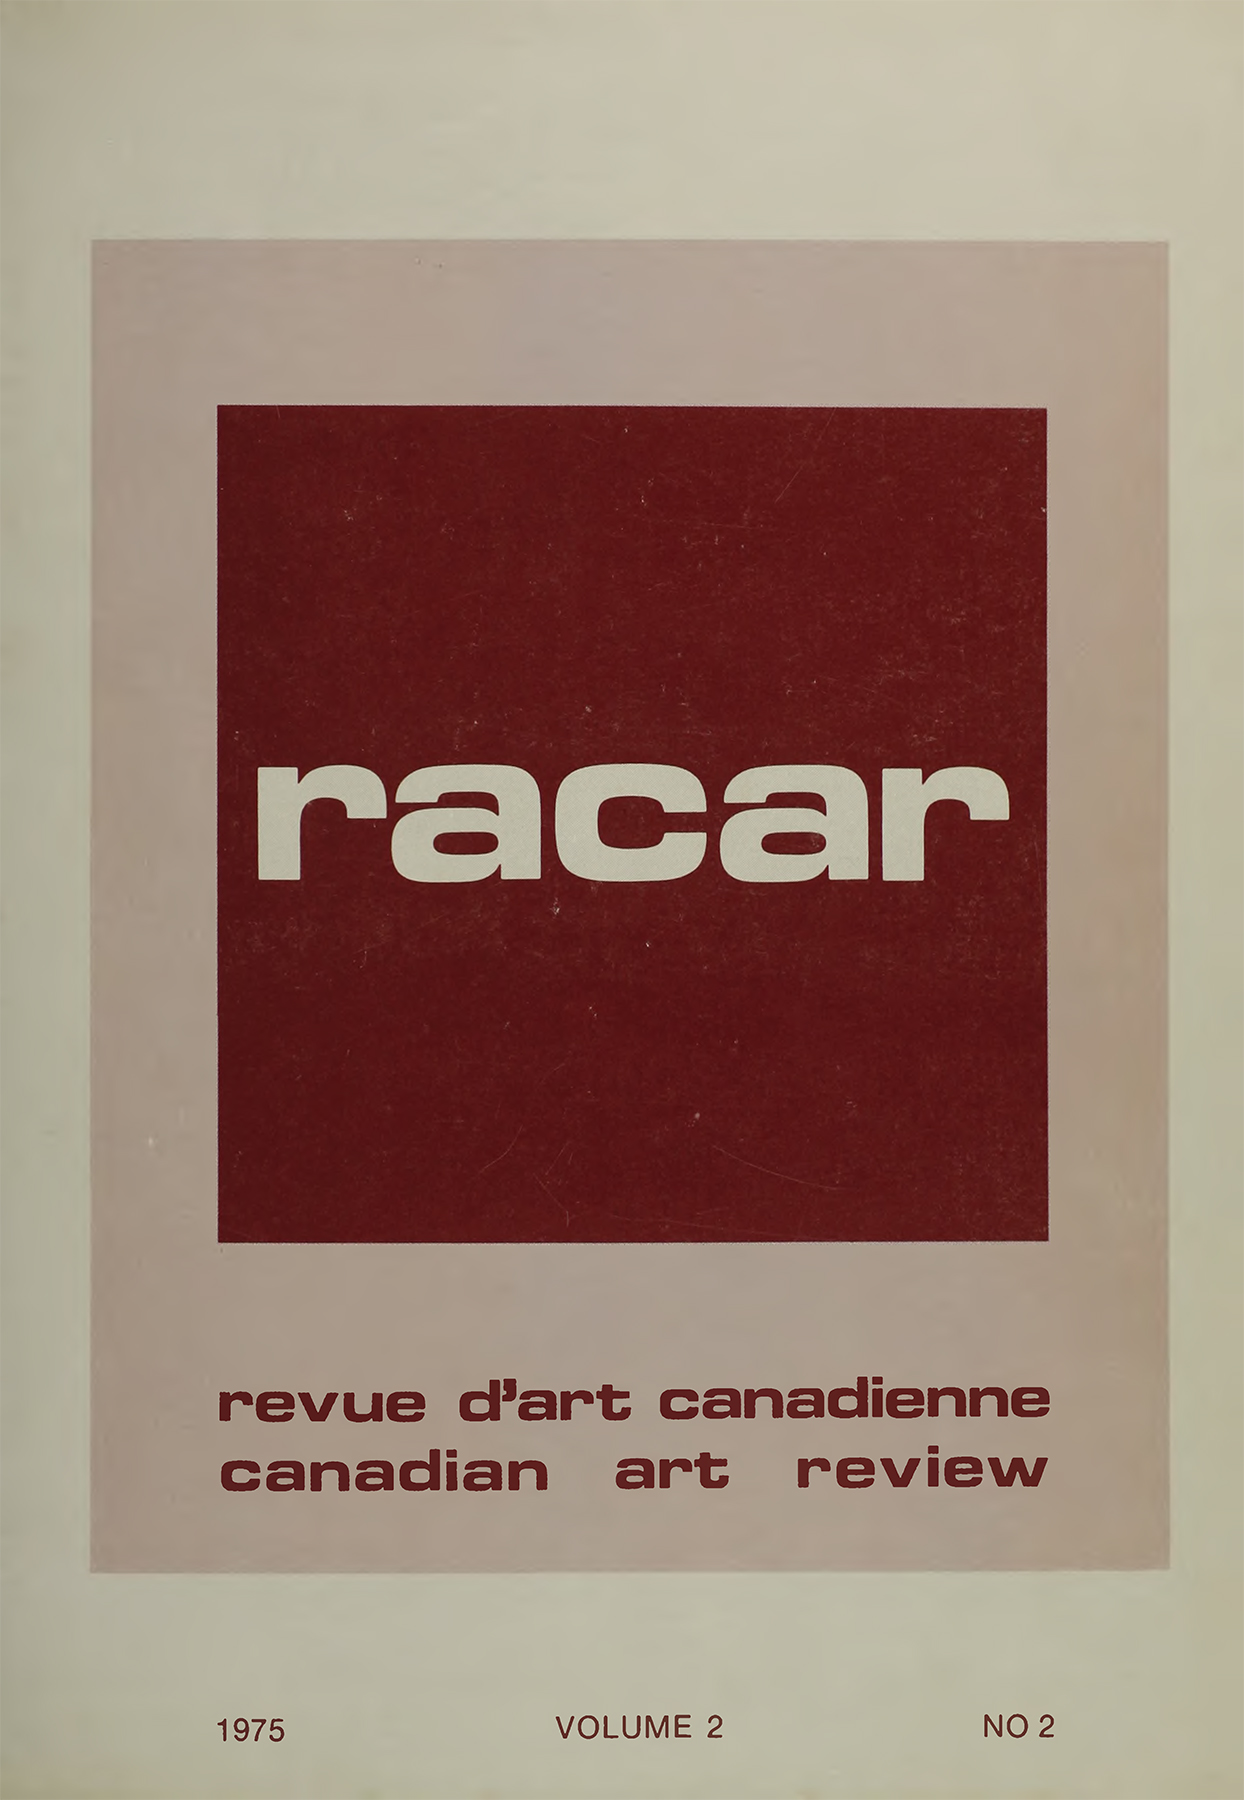 racar
revue d'art canadienne
canadian art review
1975 VOLUME 2 NO 2